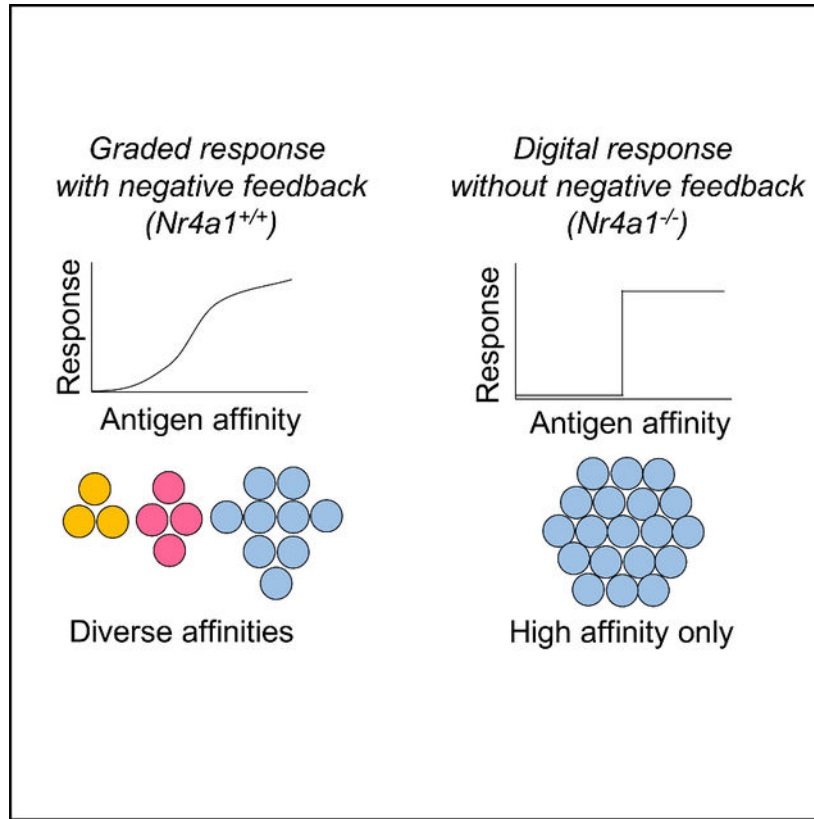 Graded response
with negative feedback
(Nr4a1+/+)
Response
Antigen affinity
Diverse affinities
Digital response
without negative feedback
(Nr4a1-/-)
Response
Antigen affinity
High affinity only